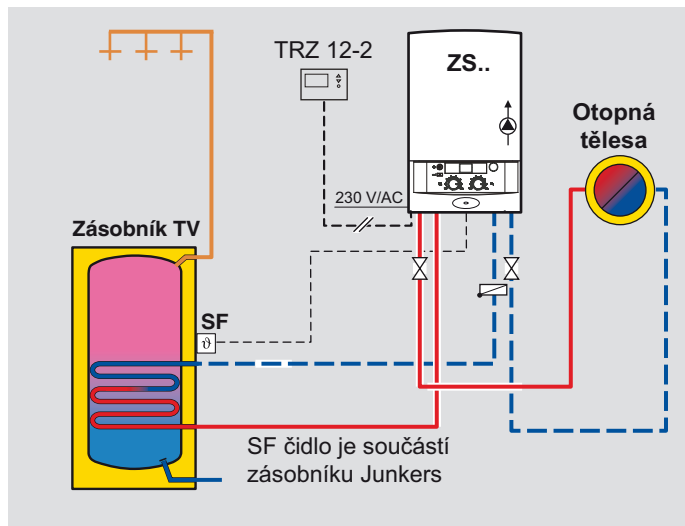 TRZ 12-2
ZS..
Otopná
tělesa
230 V/AC
Zásobník TV
SF
ϑ
SF čidlo je součástí
zásobníku Junkers